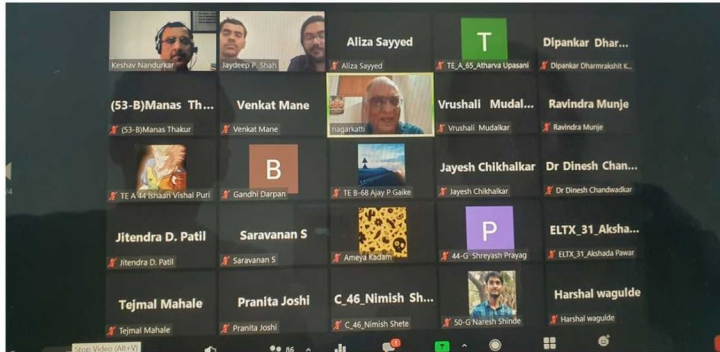 Keshav Nandurkar
Jaydeep P. Shah
Aliza Sayyed
Aliza Sayyed
T
TE_A_65_Atharva Upasani
Dipankar Dhar...
Dipankar Dharmrakshit K...
(53-B)Manas Th...
(53-B)Manas Thakur
Venkat Mane
Venkat Mane
nagarkatti
Vrushali Mudal...
Vrushali Mudalkar
Ravindra Munje
Ravindra Munje
TE A 44 Ishaan Vishal Puri
B
Gandhi Darpan
TE B-68 Ajay P Gaike
Jayesh Chikhalkar
Jayesh Chikhalkar
Dr Dinesh Chan...
Dr Dinesh Chandwadkar
Jitendra D. Patil
Jitendra D. Patil
Saravanan S
Saravanan S
Ameya Kadam
P
44-G Shreyash Prayag
ELTX_31_Aksha...
ELTX_31_Akshada Pawar
Tejmal Mahale
Tejmal Mahale
Pranita Joshi
Pranita Joshi
C_46_Nimish Sh...
C_46_Nimish Shete
50-G Naresh Shinde
Harshal wagulde
Harshal wagulde
Stop Video (Alt+V)
86